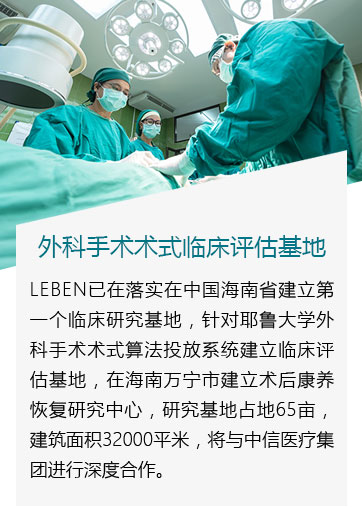 外科手术术式临床评估基地
LEBEN已在落实在中国海南省建立第
一个临床研究基地，针对耶鲁大学外
科手术术式算法投放系统建立临床评
估基地，在海南万宁市建立术后康养
恢复研究中心，研究基地占地65亩，
建筑面积32000平米，将与中信医疗集
团进行深度合作。